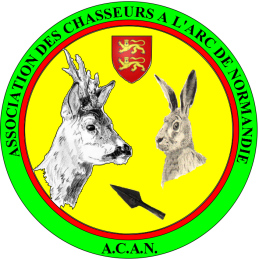 ASSOCIATION DES CHASSEURS A L'ARC DE NORMANDIE
A.C.A.N.